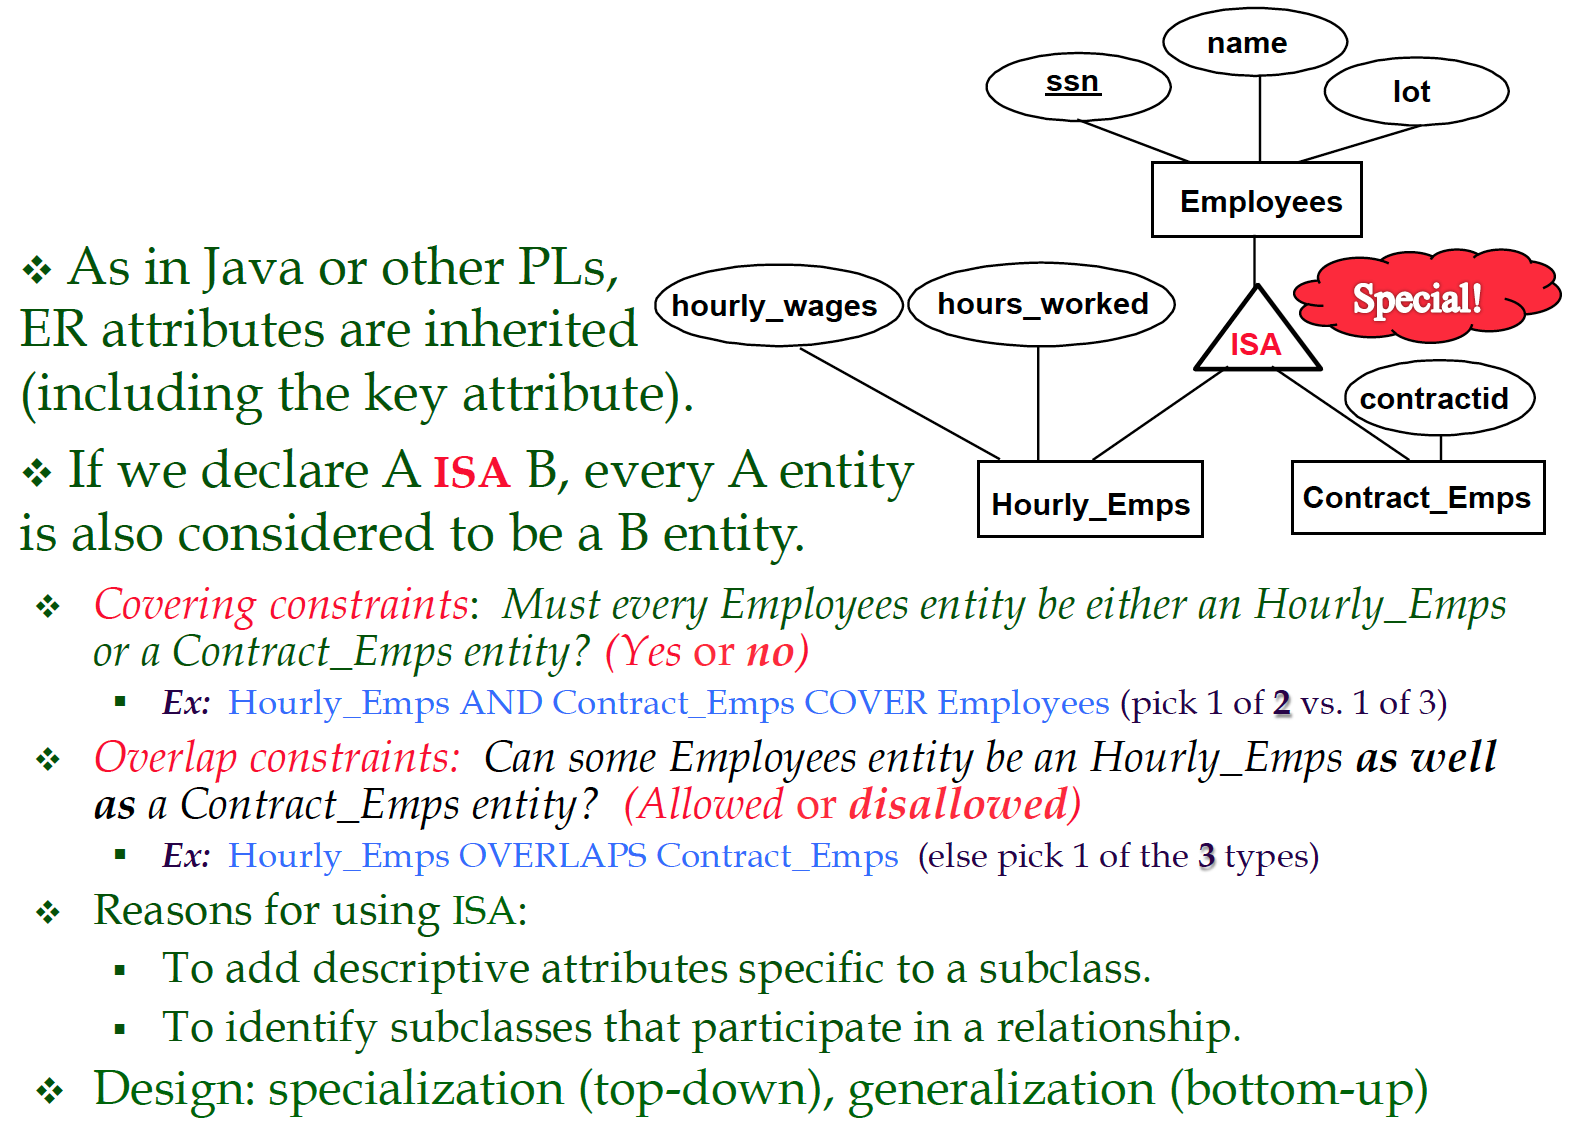 name
ssn
lot
Employees
❖ As in Java or other PLs,
ER attributes are inherited
(including the key attribute).
hourly_wages
hours_worked
Special!
ISA
contractid
Hourly_Emps
Contract_Emps
❖ If we declare A ISA B, every A entity
is also considered to be a B entity.
❖ Covering constraints: Must every Employees entity be either an Hourly_Emps
or a Contract_Emps entity? (Yes or no)
▪ Ex: Hourly_Emps AND Contract_Emps COVER Employees (pick 1 of 2 vs. 1 of 3)
❖ Overlap constraints: Can some Employees entity be an Hourly_Emps as well
as a Contract_Emps entity? (Allowed or disallowed)
▪ Ex: Hourly_Emps OVERLAPS Contract_Emps (else pick 1 of the 3 types)
❖ Reasons for using ISA:
▪ To add descriptive attributes specific to a subclass.
▪ To identify subclasses that participate in a relationship.
❖ Design: specialization (top-down), generalization (bottom-up)